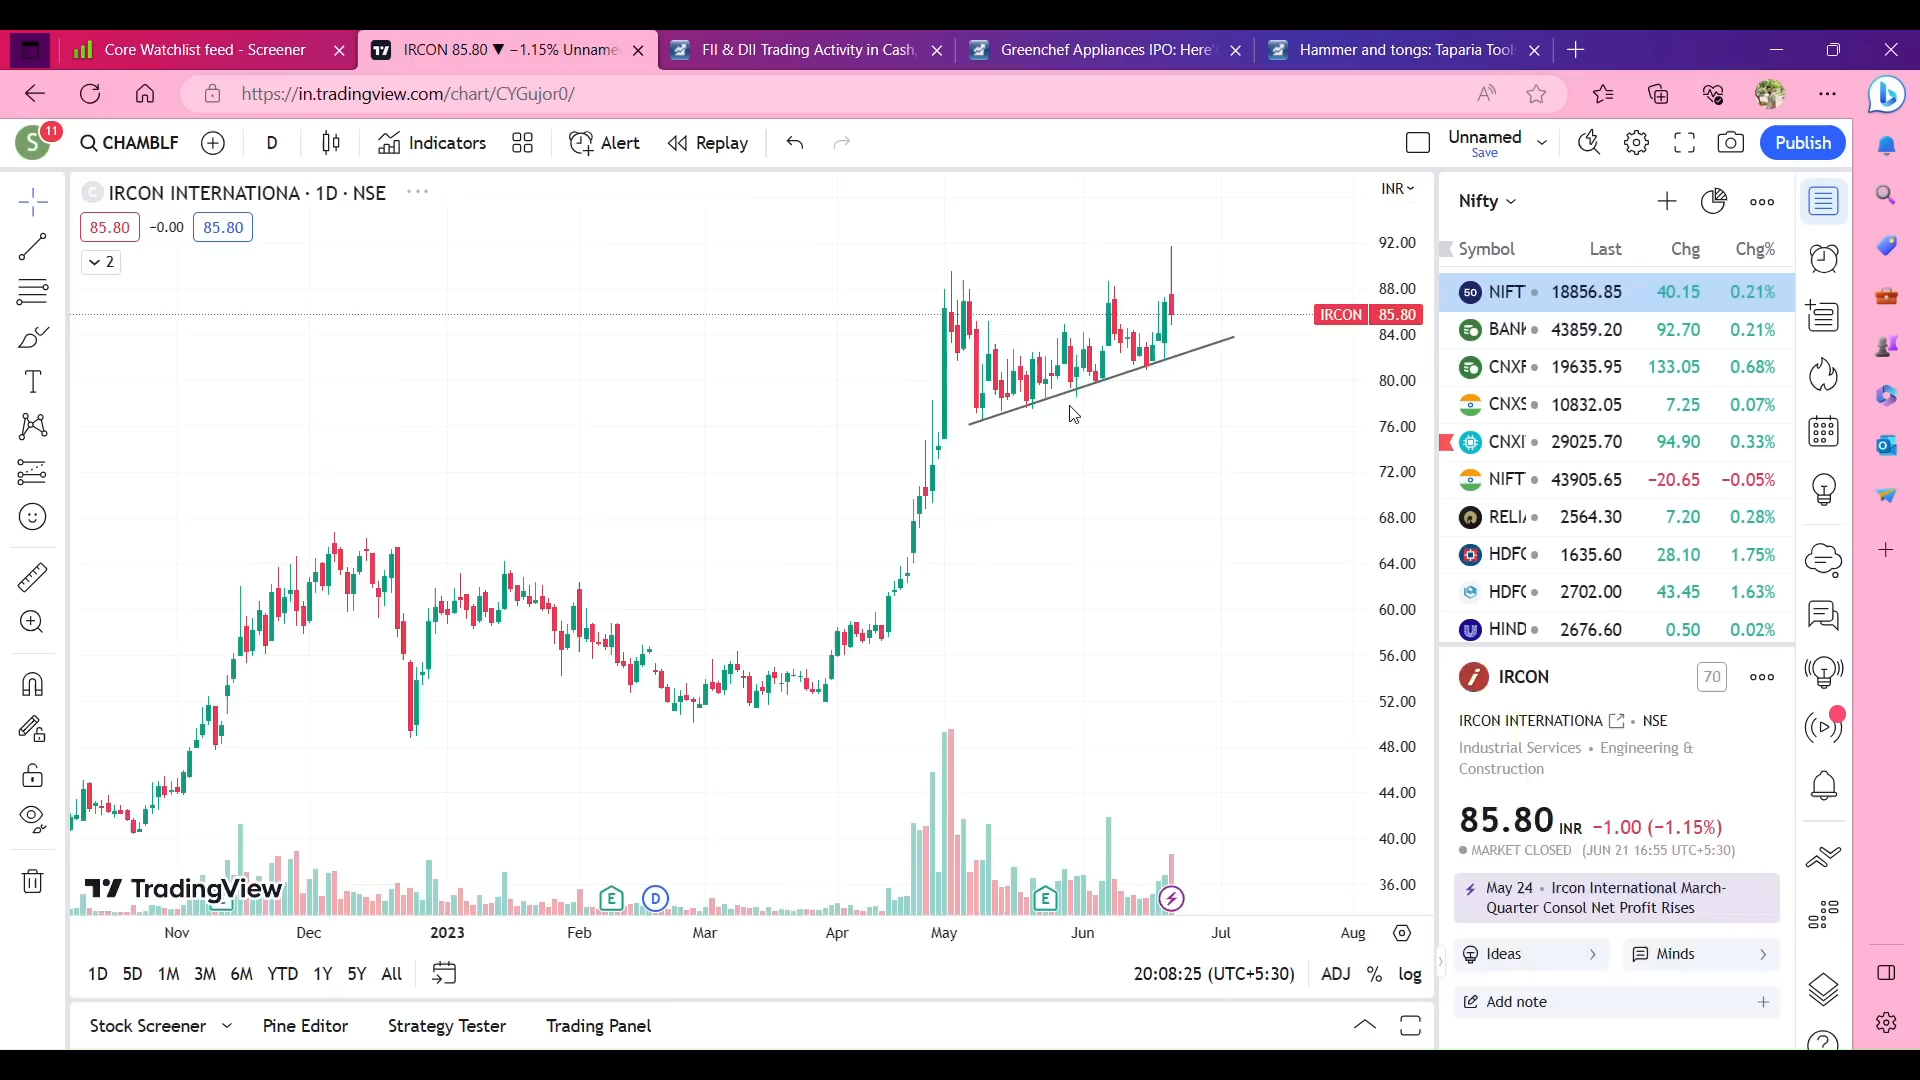 Core Watchlist feed - Screener
IRCON 85.80 ▼ −1.15% Unname
FII & DII Trading Activity in Cash,
Greenchef Appliances IPO: Here's
Hammer and tongs: Taparia Tools
https://in.tradingview.com/chart/CYGujor0/
S 11 CHAMBLF D Indicators Alert Replay Unnamed Save Publish
IRCON INTERNATIONA · 1D · NSE INR
85.80 −0.00 85.80
2
92.00
88.00
IRCON 85.80
84.00
80.00
76.00
72.00
68.00
64.00
60.00
56.00
52.00
48.00
44.00
40.00
36.00
TradingView
E D E
Nov Dec 2023 Feb Mar Apr May Jun Jul Aug
1D 5D 1M 3M 6M YTD 1Y 5Y All 20:08:25 (UTC+5:30) ADJ % log
Stock Screener Pine Editor Strategy Tester Trading Panel
Nifty
Symbol Last Chg Chg%
50 NIFT 18856.85 40.15 0.21%
BANK 43859.20 92.70 0.21%
CNXF 19635.95 133.05 0.68%
CNXS 10832.05 7.25 0.07%
CNXI 29025.70 94.90 0.33%
NIFT 43905.65 −20.65 −0.05%
RELI 2564.30 7.20 0.28%
HDFC 1635.60 28.10 1.75%
HDFC 2702.00 43.45 1.63%
HIND 2676.60 0.50 0.02%
IRCON 70
IRCON INTERNATIONA • NSE
Industrial Services • Engineering &
Construction
85.80 INR −1.00 (−1.15%)
MARKET CLOSED (JUN 21 16:55 UTC+5:30)
May 24 • Ircon International March-
Quarter Consol Net Profit Rises
Ideas Minds
Add note